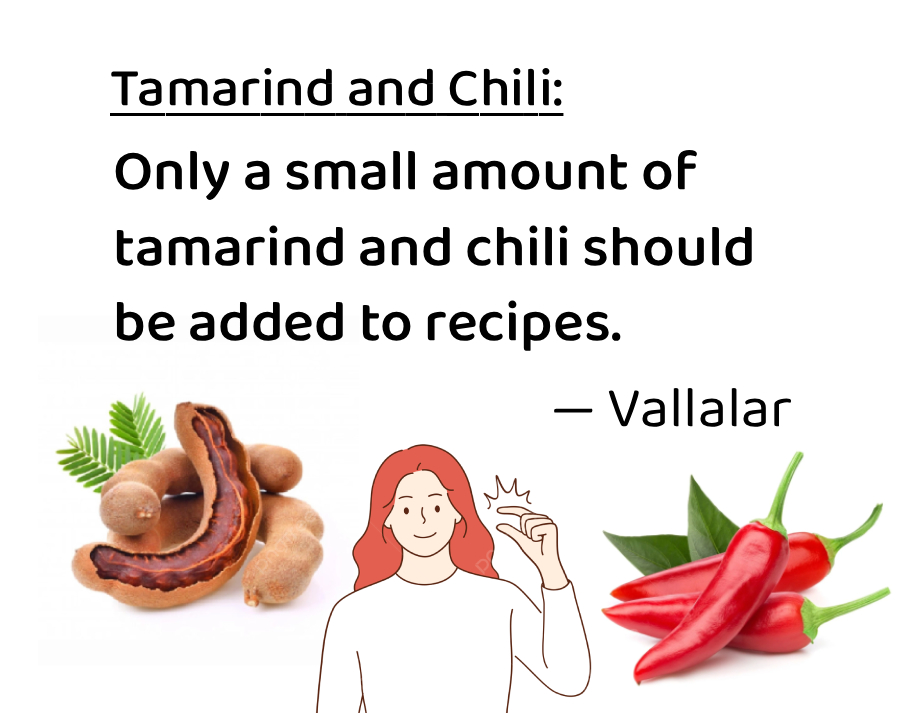 Tamarind and Chili:
Only a small amount of
tamarind and chili should
be added to recipes.
— Vallalar